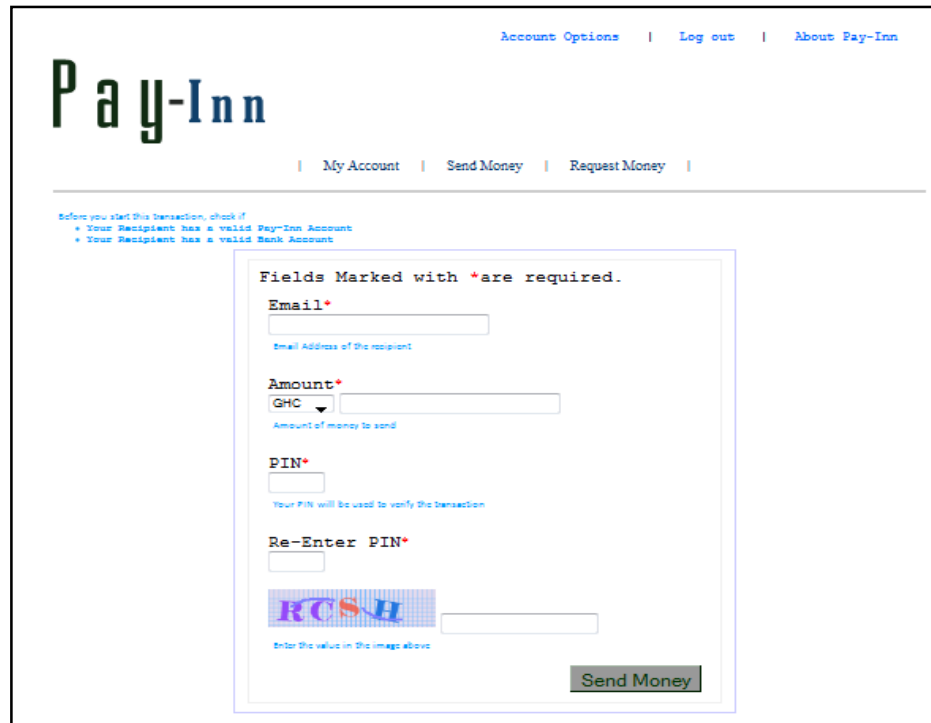 Account Options | Log out | About Pay-Inn
Pay-Inn
| My Account | Send Money | Request Money |
Before you start this transaction, check if
• Your Recipient has a valid Pay-Inn Account
• Your Recipient has a valid Bank Account
Fields Marked with *are required.
Email*
Email Address of the recipient
Amount*
GHC
Amount of money to send
PIN*
Your PIN will be used to verify the transaction
Re-Enter PIN*
RCSH
Enter the value in the image above
Send Money